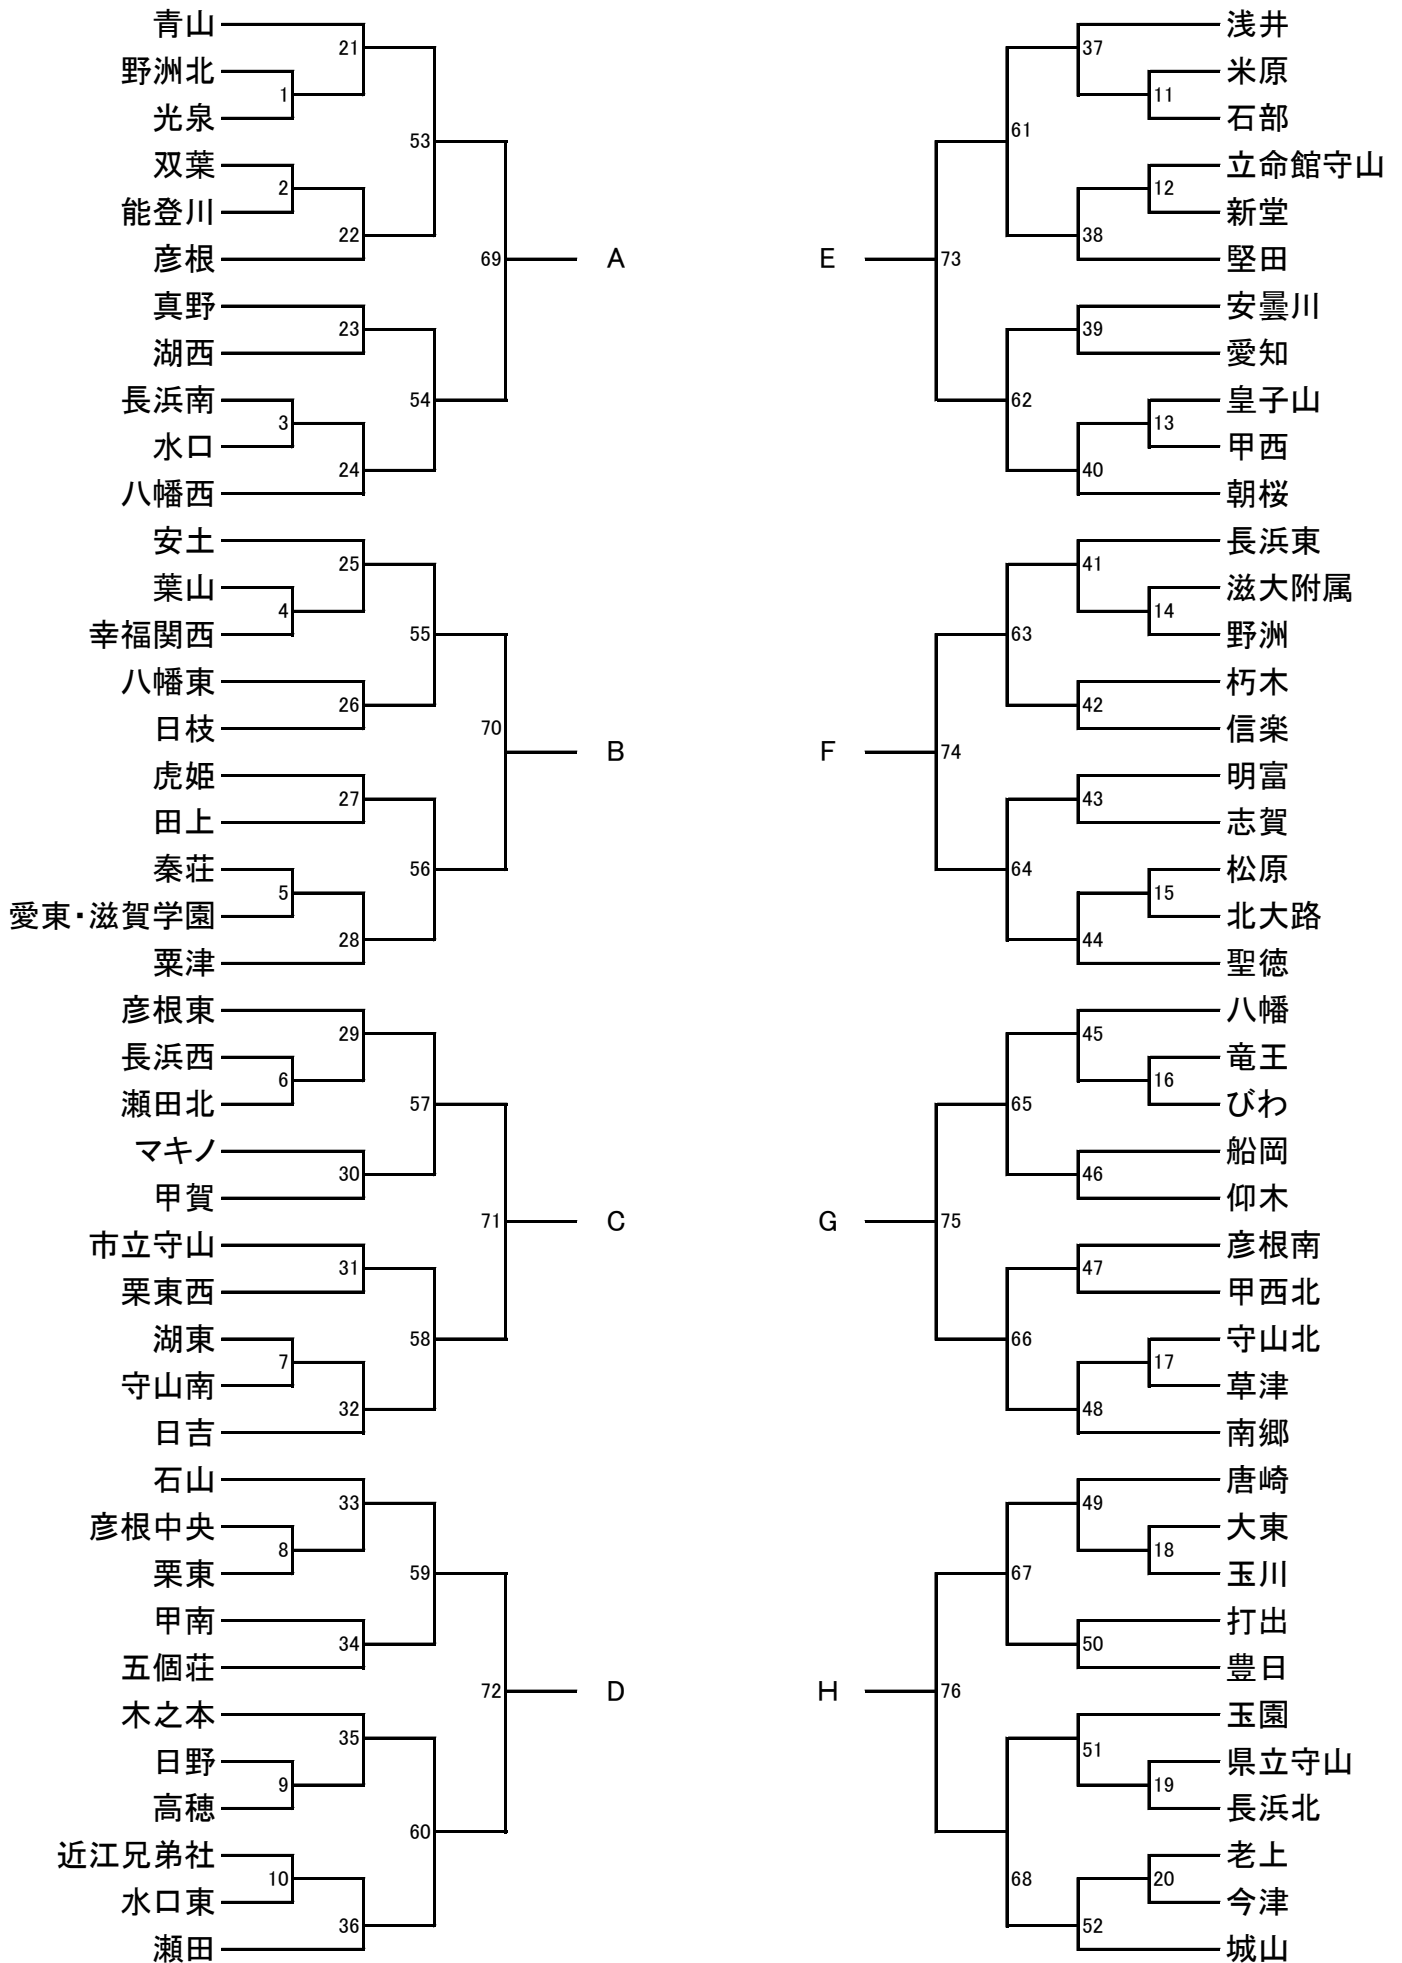 青山
21
野洲北
1
光泉
53
双葉
2
能登川
22
彦根
69
A
真野
23
湖西
長浜南
54
3
水口
24
八幡西
安土
25
葉山
4
幸福関西
55
八幡東
26
日枝
70
B
虎姫
27
田上
秦荘
56
5
愛東・滋賀学園
28
粟津
彦根東
29
長浜西
6
瀬田北
57
マキノ
30
甲賀
71
C
市立守山
31
栗東西
湖東
58
7
守山南
32
日吉
石山
33
彦根中央
8
栗東
59
甲南
34
五個荘
72
D
木之本
35
日野
9
高穂
60
近江兄弟社
10
水口東
36
瀬田
浅井
37
米原
11
石部
61
立命館守山
12
新堂
38
堅田
E
73
安曇川
39
愛知
62
皇子山
13
甲西
40
朝桜
長浜東
41
滋大附属
14
野洲
63
朽木
42
信楽
F
74
明富
43
志賀
64
松原
15
北大路
44
聖徳
八幡
45
竜王
16
びわ
65
船岡
46
仰木
G
75
彦根南
47
甲西北
66
守山北
17
草津
48
南郷
唐崎
49
大東
18
玉川
67
打出
50
豊日
H
76
玉園
51
県立守山
19
長浜北
68
老上
20
今津
52
城山